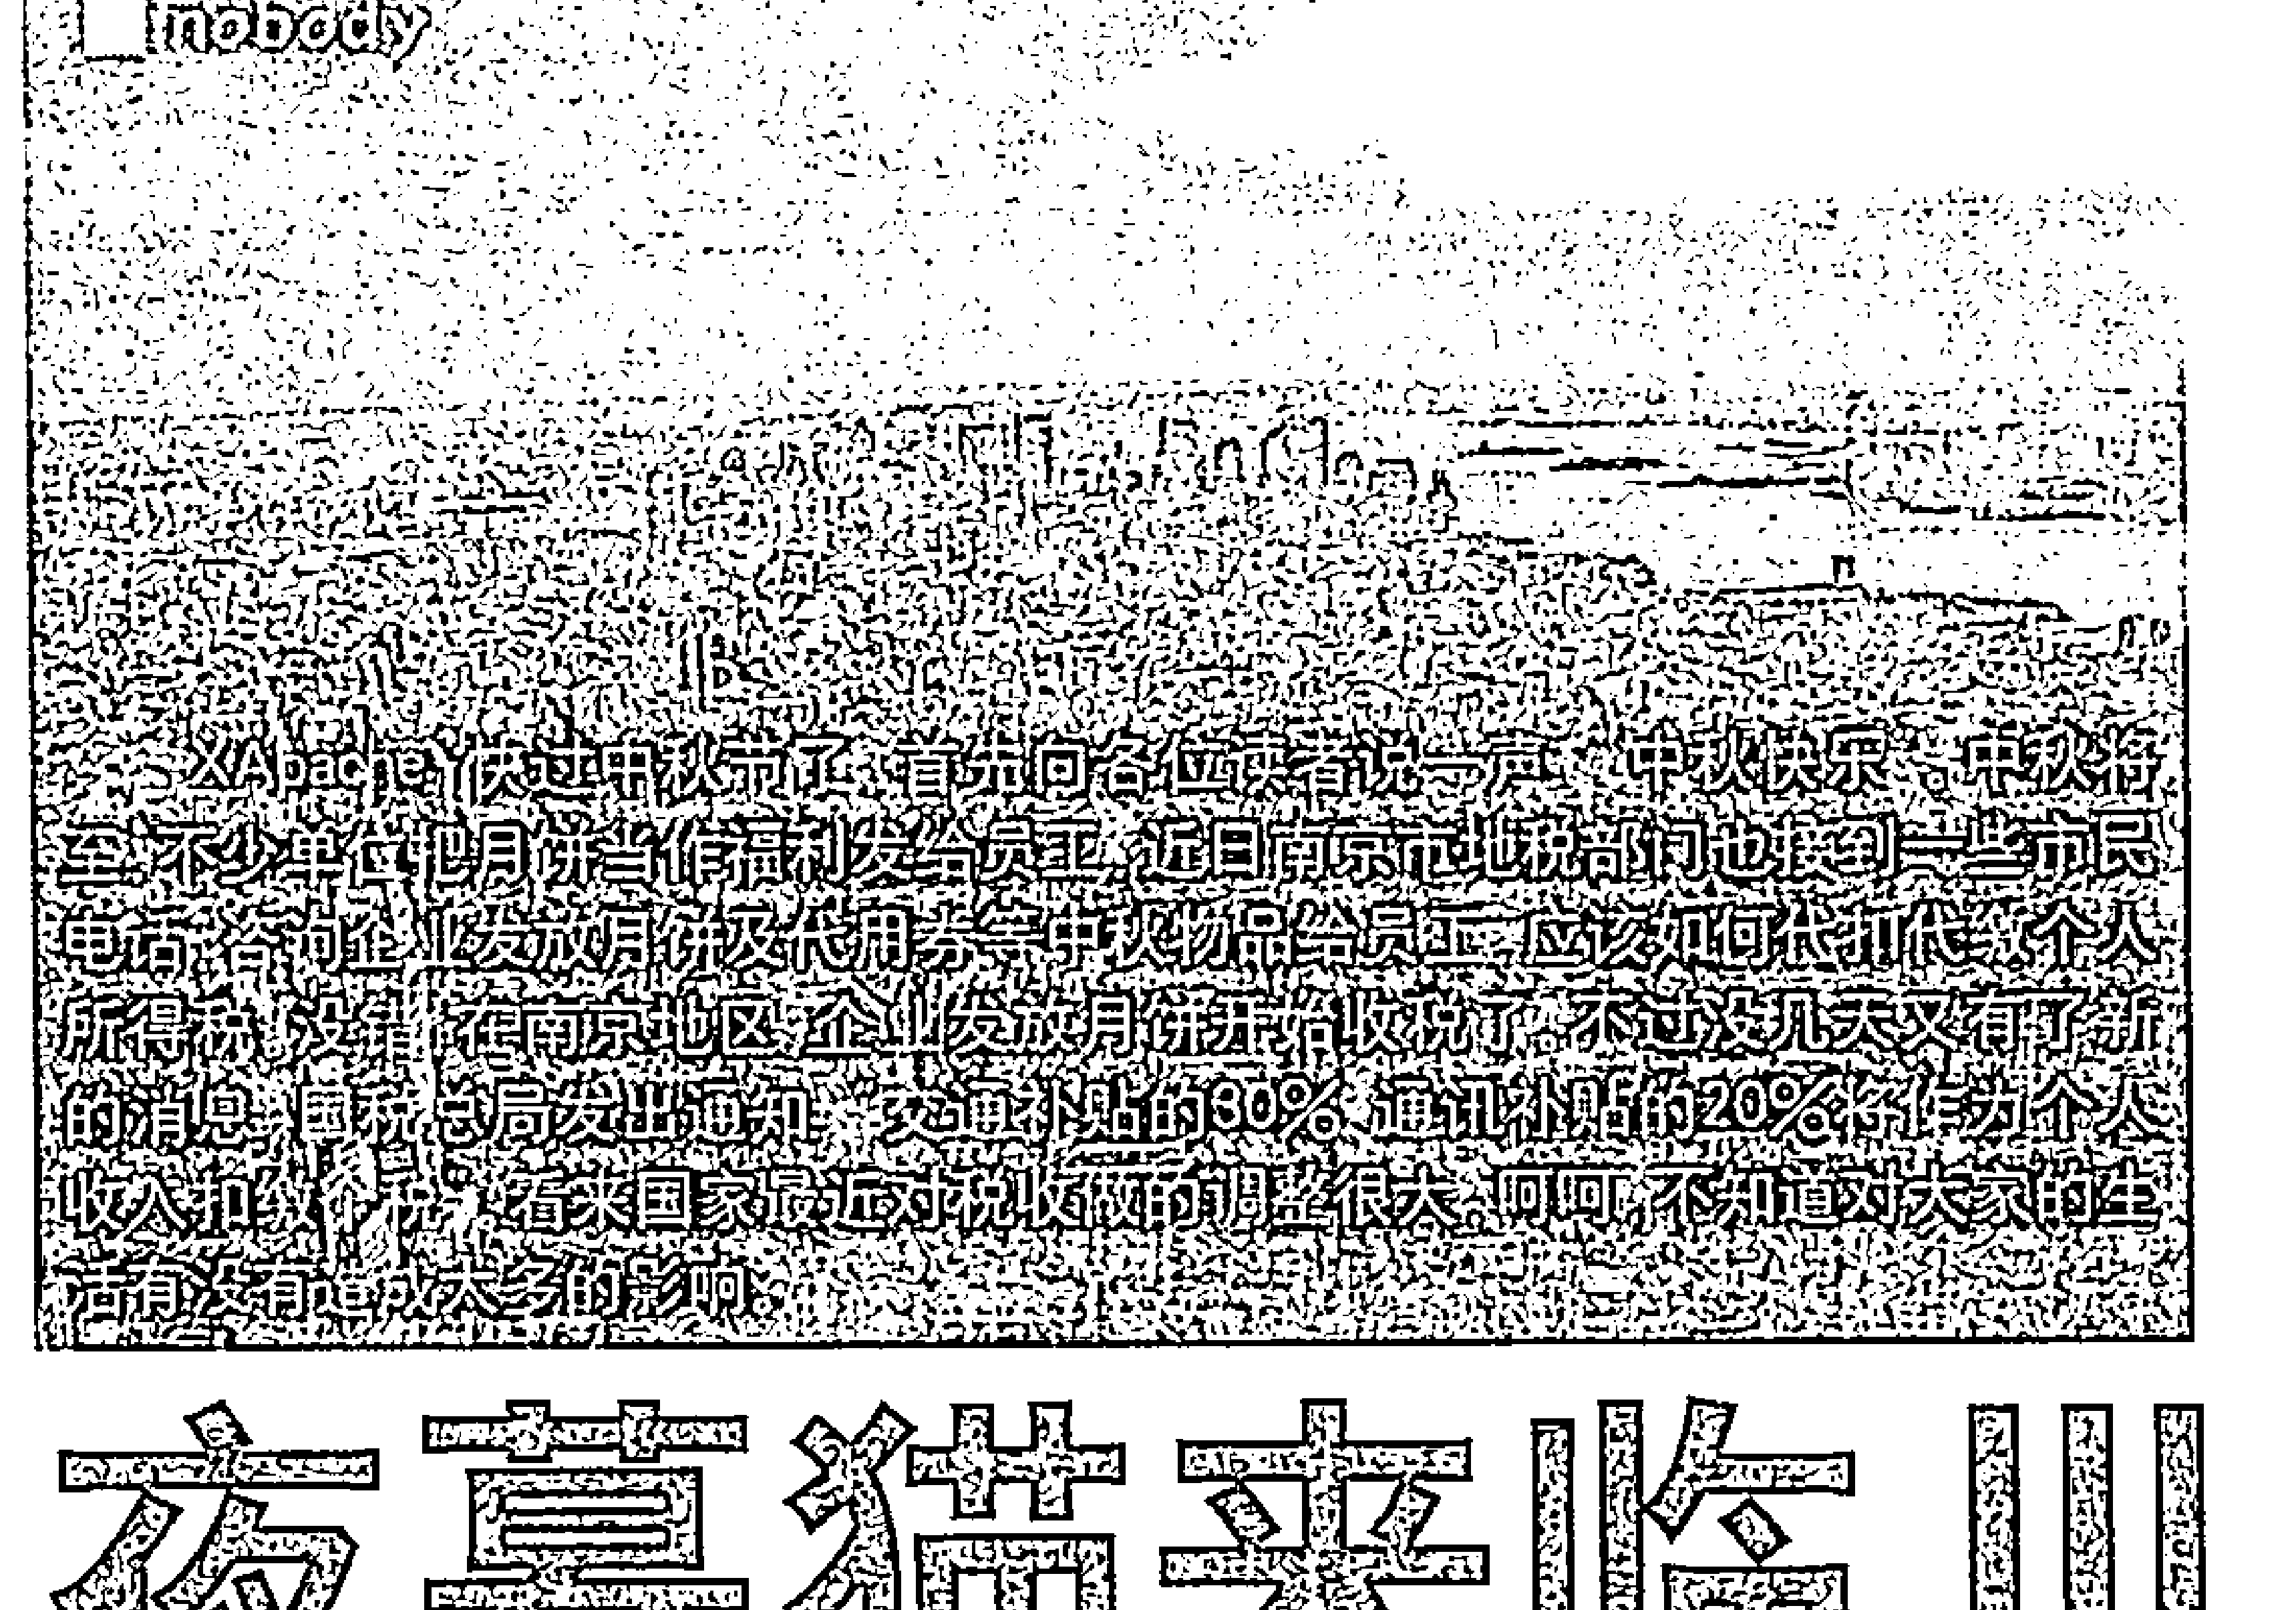 nobody
XApache：快过中秋节了，首先向各位读者说一声，中秋快乐。中秋将
至，不少单位把月饼当作福利发给员工，近日南京市地税部门也接到一些市民
电话，咨询企业发放月饼及代用券等中秋物品给员工，应该如何代扣代缴个人
所得税，没错，在南京地区，企业发放月饼开始收税了。不过没几天又有了新
的消息，国税总局发出通知，交通补贴的30%、通讯补贴的20%将作为个人
收入扣缴个税。看来国家最近对税收做的调整很大，呵呵，不知道对大家的生
活有没有造成太多的影响。
夜幕猫来临